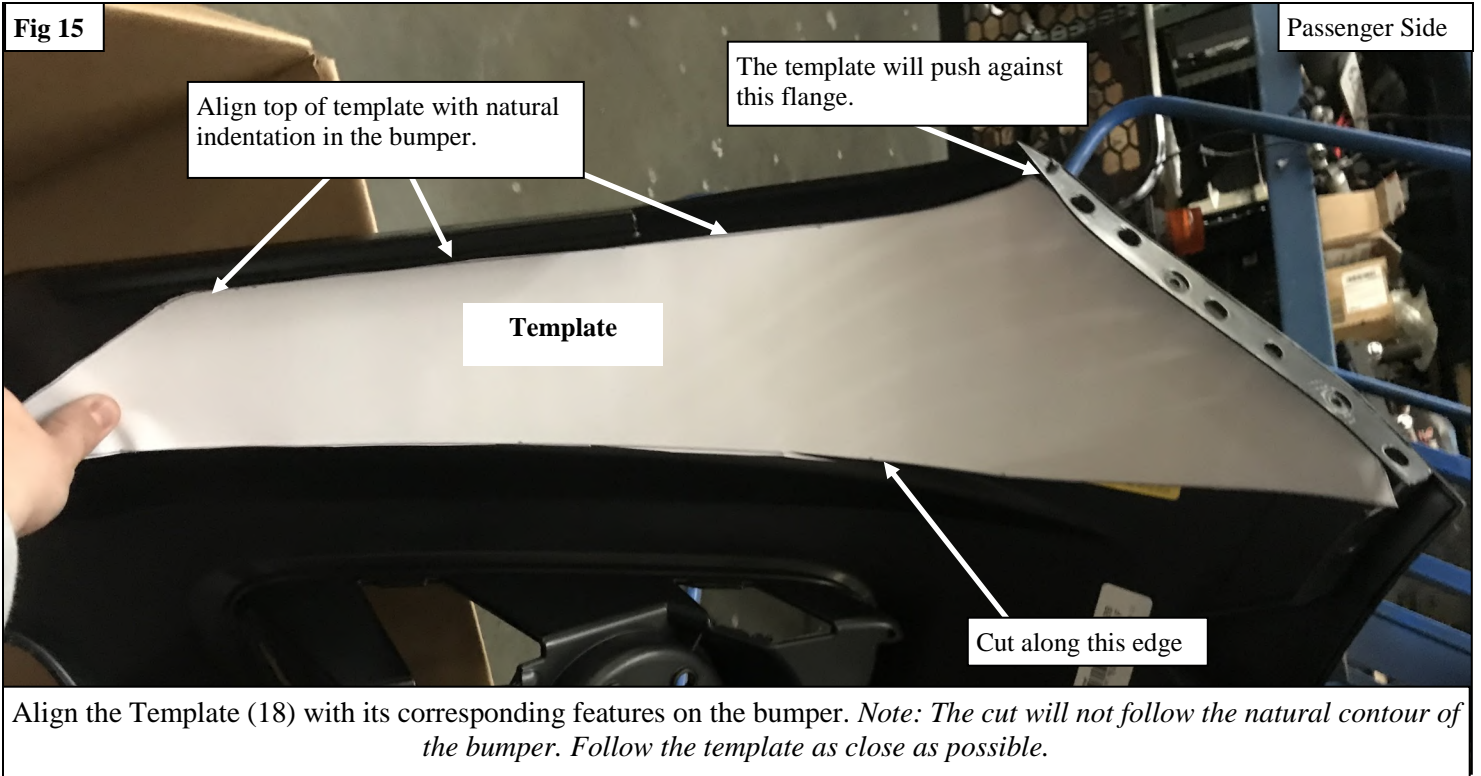 Fig 15
Passenger Side
Align top of template with natural
indentation in the bumper.
The template will push against
this flange.
Template
Cut along this edge
Align the Template (18) with its corresponding features on the bumper. Note: The cut will not follow the natural contour of
the bumper. Follow the template as close as possible.